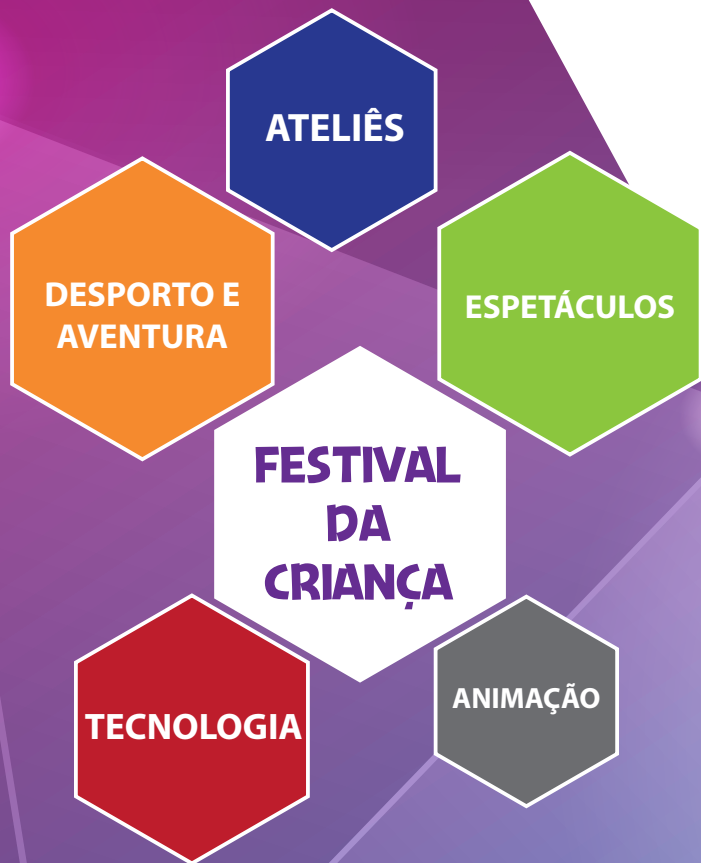 ATELIÊS
DESPORTO E
AVENTURA
ESPETÁCULOS
FESTIVAL
DA
CRIANÇA
TECNOLOGIA
ANIMAÇÃO